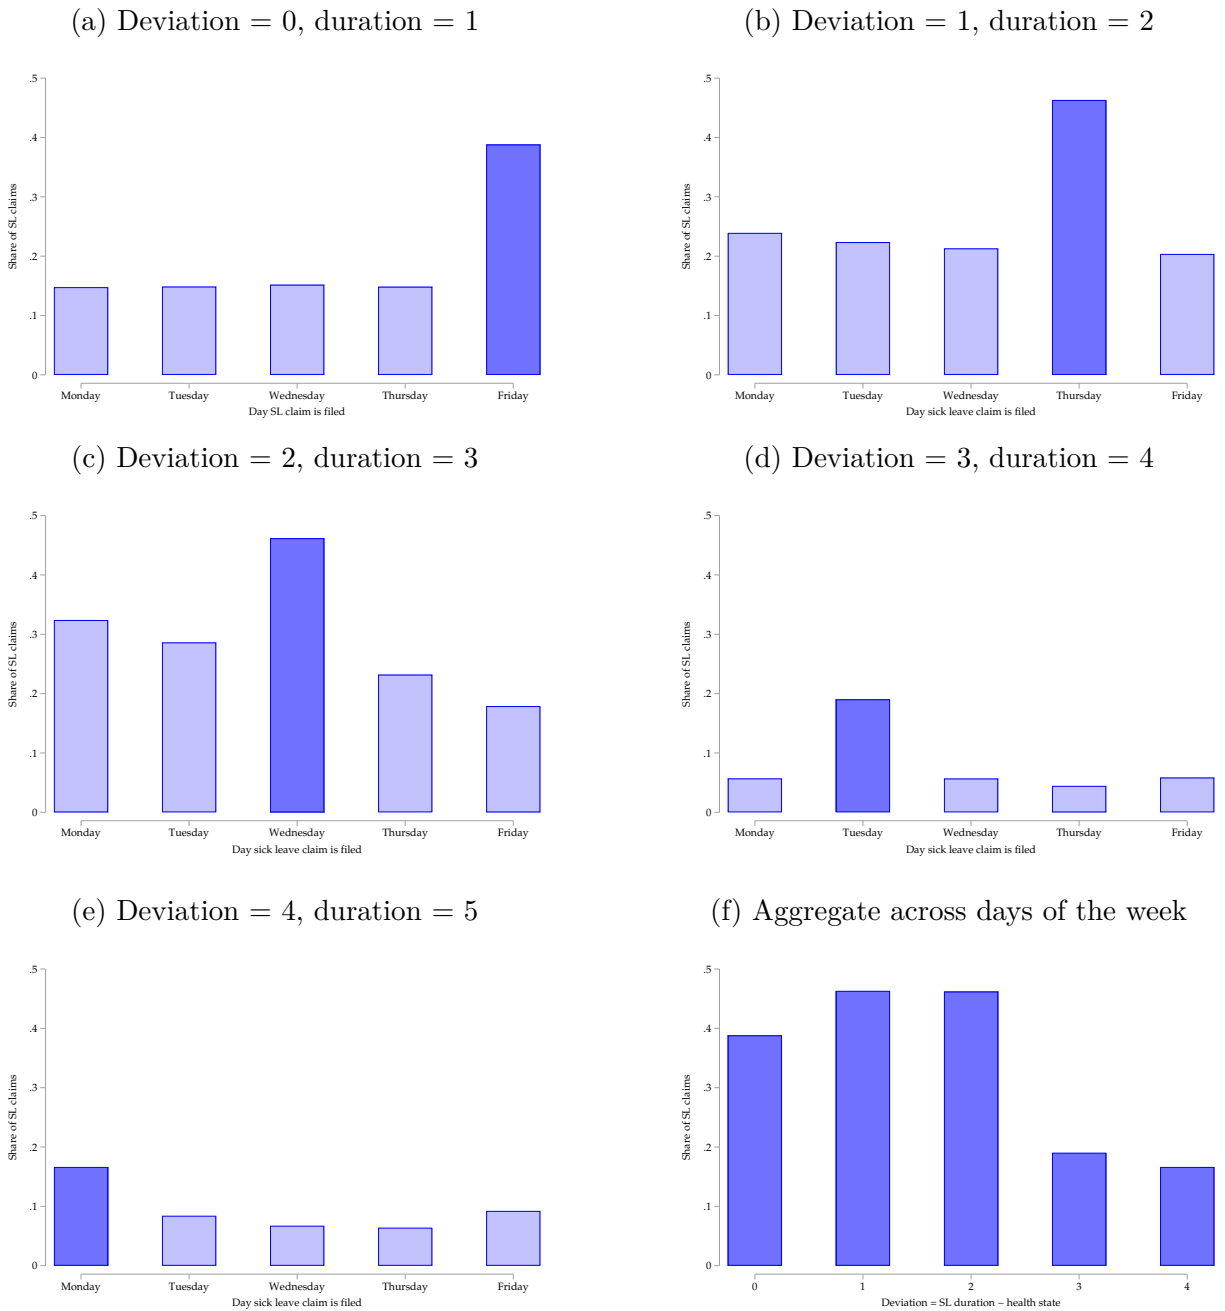 (a) Deviation = 0, duration = 1
.5
.4
.3
.2
.1
0
Share of SL claims
Monday Tuesday Wednesday Thursday Friday
Day SL claim is filed
(b) Deviation = 1, duration = 2
.5
.4
.3
.2
.1
0
Share of SL claims
Monday Tuesday Wednesday Thursday Friday
Day sick leave claim is filed
(c) Deviation = 2, duration = 3
.5
.4
.3
.2
.1
0
Share of SL claims
Monday Tuesday Wednesday Thursday Friday
Day sick leave claim is filed
(d) Deviation = 3, duration = 4
.5
.4
.3
.2
.1
0
Share of SL claims
Monday Tuesday Wednesday Thursday Friday
Day sick leave claim is filed
(e) Deviation = 4, duration = 5
.5
.4
.3
.2
.1
0
Share of SL claims
Monday Tuesday Wednesday Thursday Friday
Day sick leave claim is filed
(f) Aggregate across days of the week
.5
.4
.3
.2
.1
0
Share of SL claims
0 1 2 3 4
Deviation = SL duration − health state